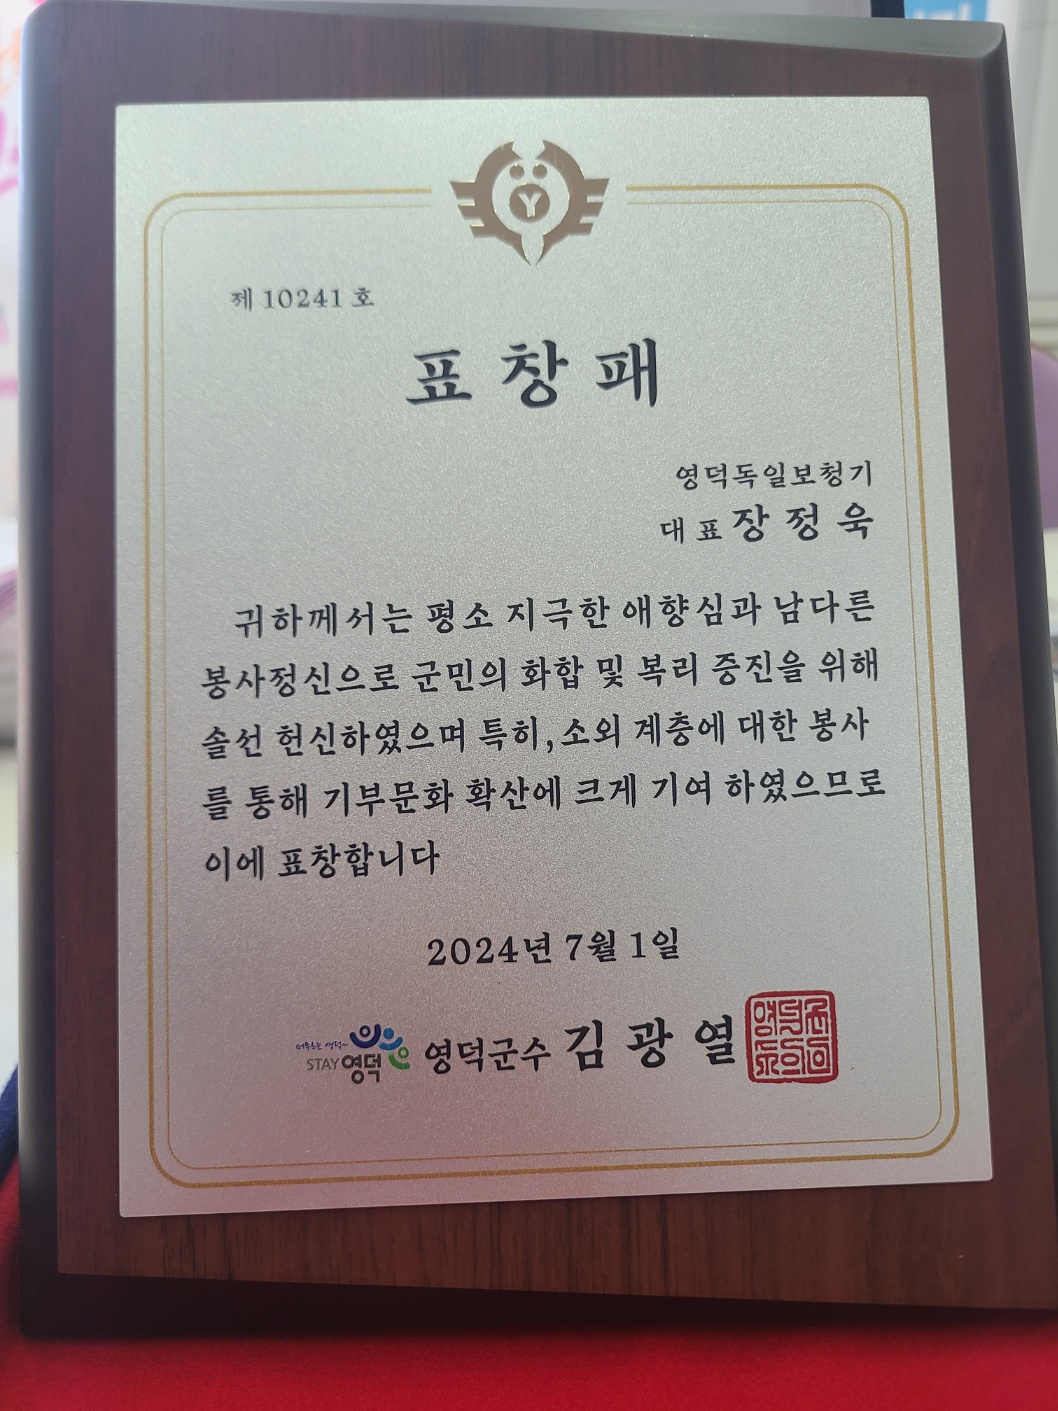 제 10241 호
표 창 패
영덕독일보청기
대 표 장 정 욱
귀하께서는 평소 지극한 애향심과 남다른
봉사정신으로 군민의 화합 및 복리 증진을 위해
솔선 헌신하였으며 특히, 소외 계층에 대한 봉사
를 통해 기부문화 확산에 크게 기여 하였으므로
이에 표창합니다
2024년 7월 1일
머무르는 영덕~
STAY 영덕
영덕군수 김 광 열